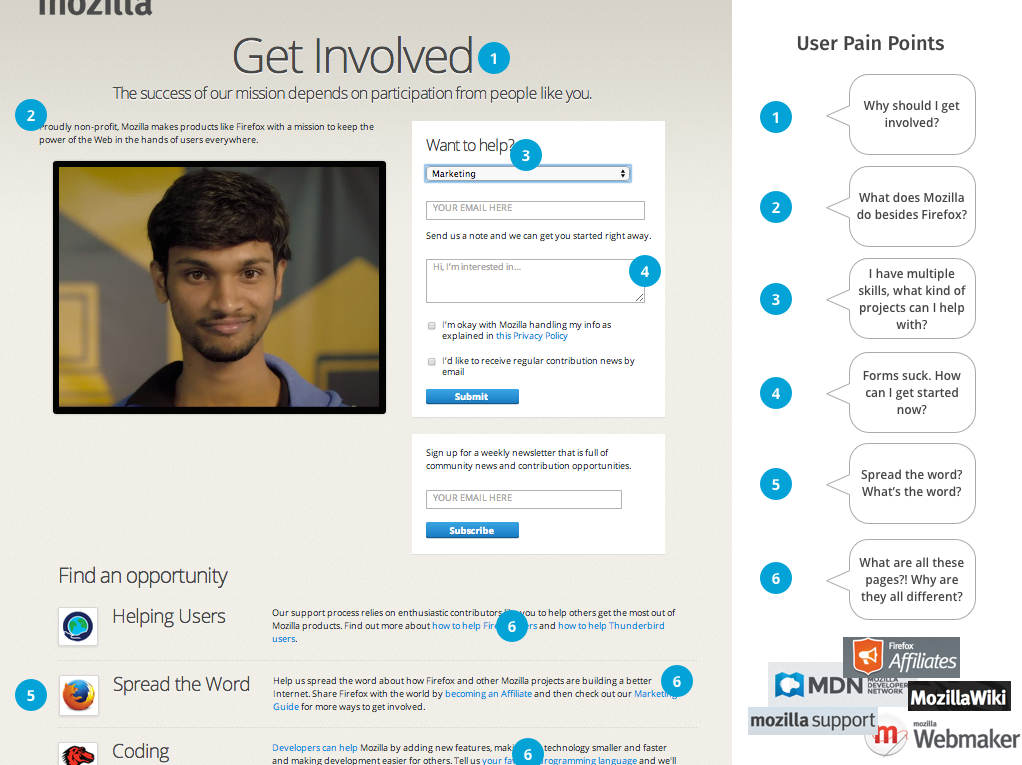 mozilla
Get Involved
1
The success of our mission depends on participation from people like you.
2
Proudly non-profit, Mozilla makes products like Firefox with a mission to keep the
power of the Web in the hands of users everywhere.
Want to help?
3
Marketing
YOUR EMAIL HERE
Send us a note and we can get you started right away.
Hi, I'm interested in...
4
I'm okay with Mozilla handling my info as
explained in this Privacy Policy
I'd like to receive regular contribution news by
email
Submit
Sign up for a weekly newsletter that is full of
community news and contribution opportunities.
YOUR EMAIL HERE
Subscribe
Find an opportunity
Helping Users
Our support process relies on enthusiastic contributors like you to help others get the most out of
Mozilla products. Find out more about how to help Firefox users and how to help Thunderbird
users.
6
Spread the Word
Help us spread the word about how Firefox and other Mozilla projects are building a better
Internet. Share Firefox with the world by becoming an Affiliate and then check out our Marketing
Guide for more ways to get involved.
6
5
Coding
Developers can help Mozilla by adding new features, making technology smaller and faster
and making development easier for others. Tell us your favorite programming language and we'll
6
User Pain Points
1
Why should I get
involved?
2
What does Mozilla
do besides Firefox?
3
I have multiple
skills, what kind of
projects can I help
with?
4
Forms suck. How
can I get started
now?
5
Spread the word?
What's the word?
6
What are all these
pages?! Why are
they all different?
Firefox
Affiliates
MDN
MOZILLA
DEVELOPER
NETWORK
MozillaWiki
mozilla support
m
mozilla
Webmaker